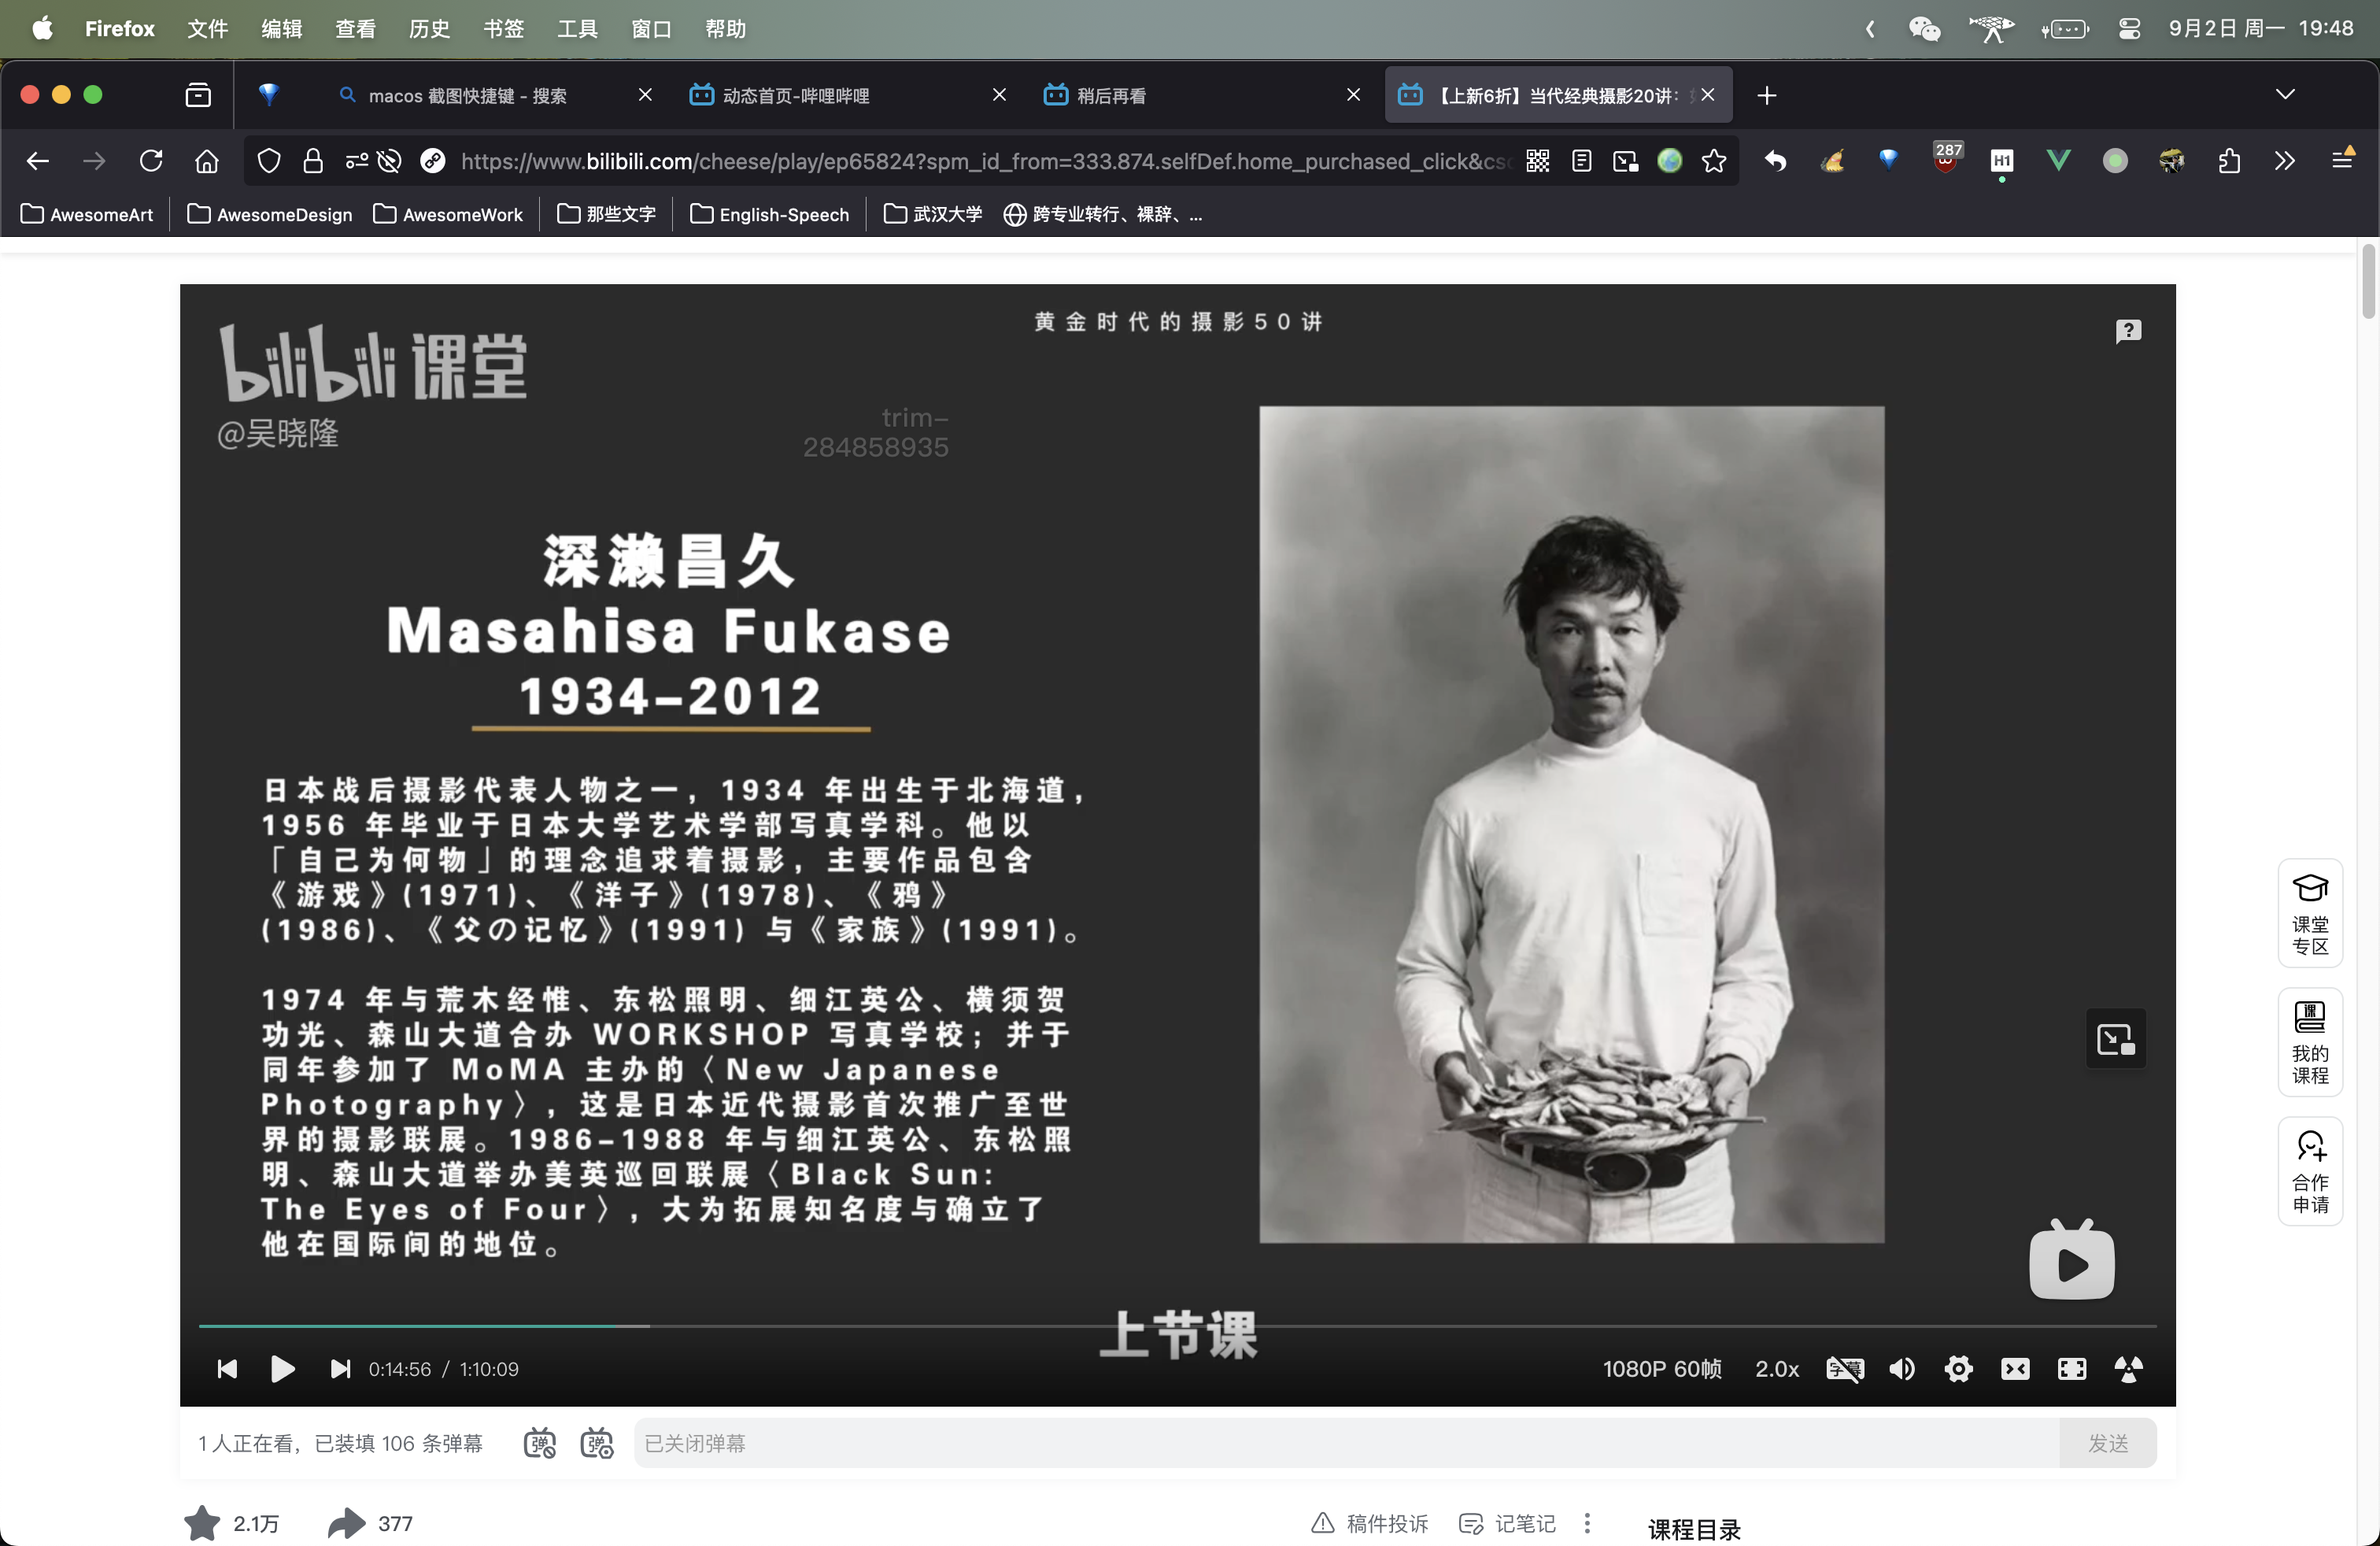 Firefox 文件 编辑 查看 历史 书签 工具 窗口 帮助 9月2日 周一 19:48
macos 截图快捷键 - 搜索 动态首页-哔哩哔哩 稍后再看 【上新6折】当代经典摄影20讲：
https://www.bilibili.com/cheese/play/ep65824?spm_id_from=333.874.selfDef.home_purchased_click&csc 287 H1
AwesomeArt AwesomeDesign AwesomeWork 那些文字 English-Speech 武汉大学 跨专业转行、裸辞、...
黄金时代的摄影50讲
bilibili 课堂
@吴晓隆
trim-
284858935
深濑昌久
Masahisa Fukase
1934-2012
日本战后摄影代表人物之一，1934 年出生于北海道，
1956 年毕业于日本大学艺术学部写真学科。他以
「自己为何物」的理念追求着摄影，主要作品包含
《游戏》(1971)、《洋子》(1978)、《鸦》
(1986)、《父の记忆》(1991) 与《家族》(1991)。
1974 年与荒木经惟、东松照明、细江英公、横须贺
功光、森山大道合办 WORKSHOP 写真学校；并于
同年参加了 MoMA 主办的〈New Japanese
Photography〉，这是日本近代摄影首次推广至世
界的摄影联展。1986-1988 年与细江英公、东松照
明、森山大道举办美英巡回联展〈Black Sun:
The Eyes of Four〉，大为拓展知名度与确立了
他在国际间的地位。
上节课
0:14:56 / 1:10:09 1080P 60帧 2.0x 字幕
课堂
专区
课
我的
课程
合作
申请
1人正在看，已装填 106 条弹幕 弹 弹 已关闭弹幕 发送
2.1万 377 稿件投诉 记笔记 课程目录